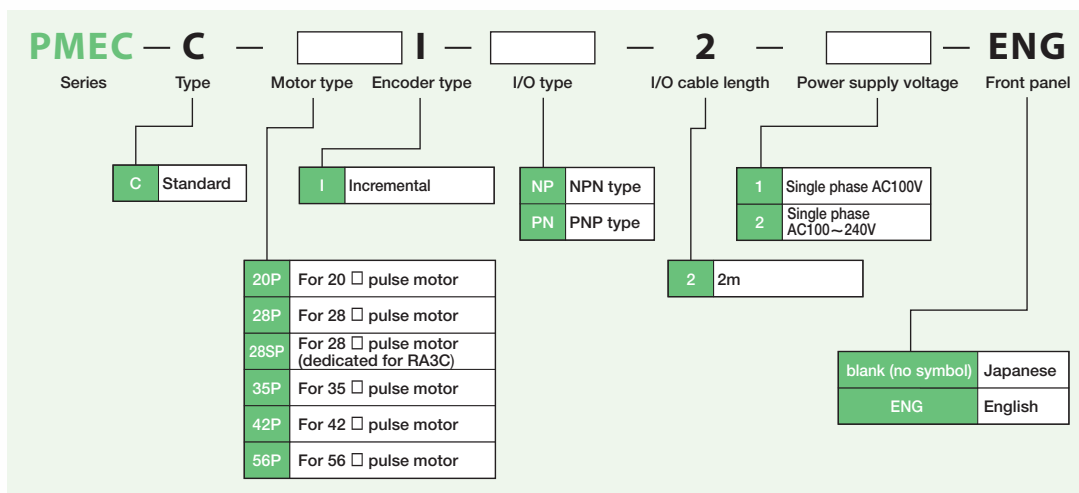 PMEC — C — □ I — □ — 2 — □ — ENG
Series Type Motor type Encoder type I/O type I/O cable length Power supply voltage Front panel
C Standard
I Incremental
NP NPN type
PN PNP type
1 Single phase AC100V
2 Single phase
AC100~240V
20P For 20 □ pulse motor
28P For 28 □ pulse motor
28SP For 28 □ pulse motor
(dedicated for RA3C)
35P For 35 □ pulse motor
42P For 42 □ pulse motor
56P For 56 □ pulse motor
2 2m
blank (no symbol) Japanese
ENG English